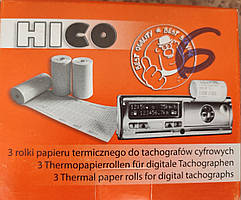 HICO
BEST QUALITY & BEST
6
3 rolki papieru termicznego do tachografów cyfrowych
3 Thermopapierrollen für digitale Tachographen
3 Thermal paper rolls for digital tachographs